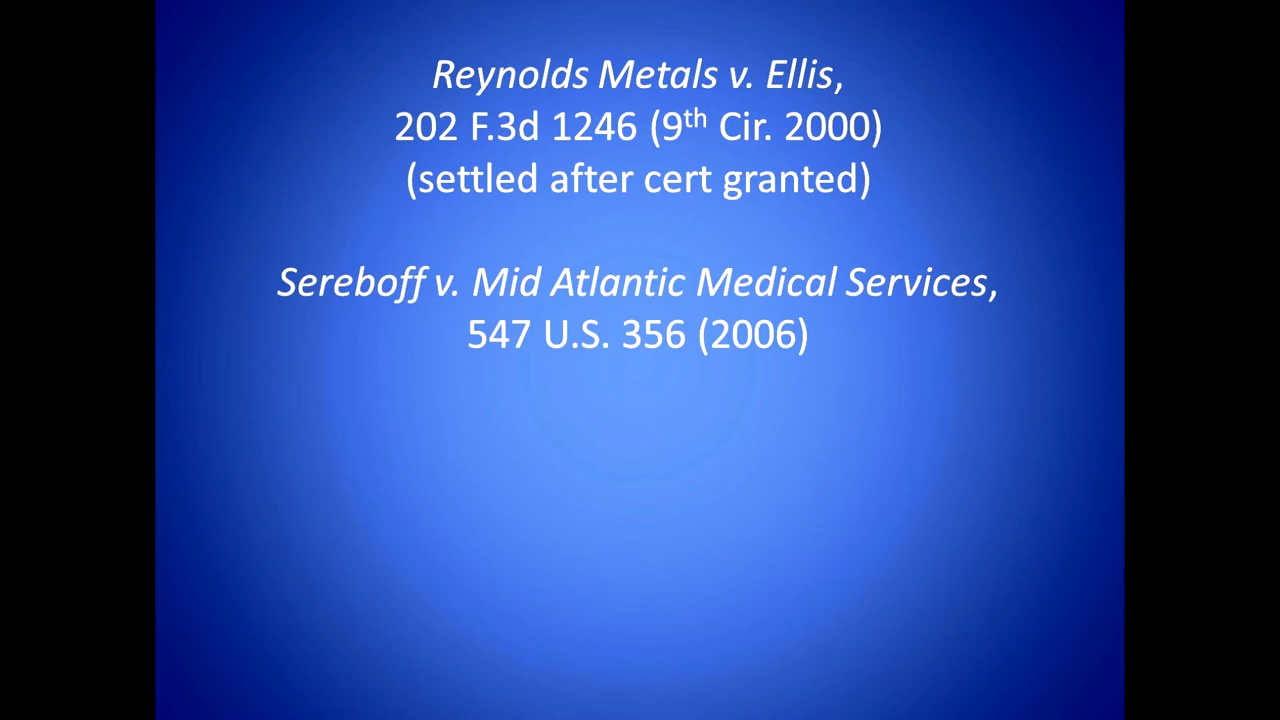 Reynolds Metals v. Ellis,
202 F.3d 1246 (9th Cir. 2000)
(settled after cert granted)
Sereboff v. Mid Atlantic Medical Services,
547 U.S. 356 (2006)